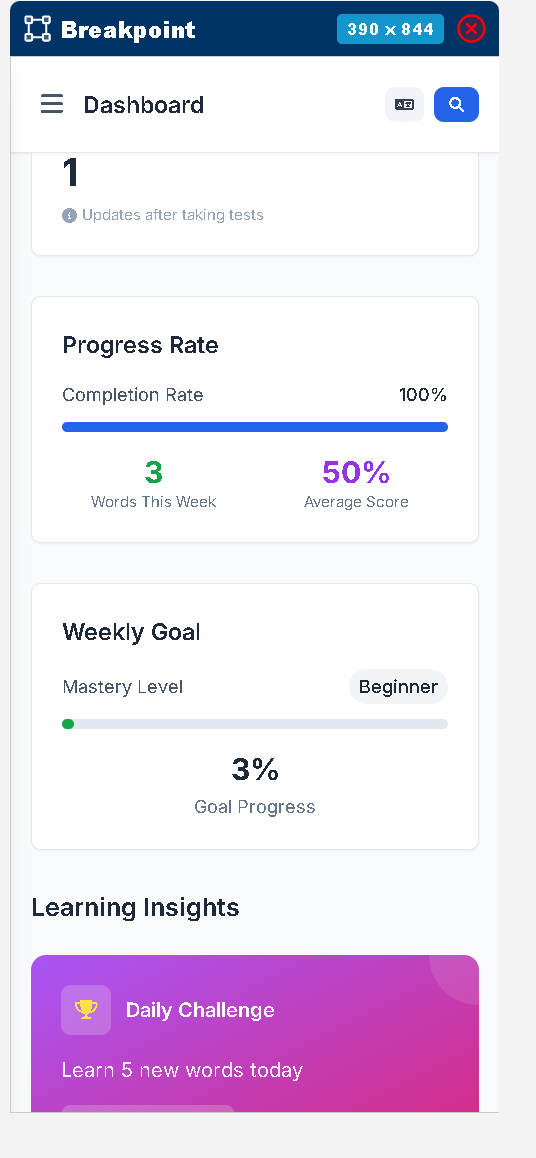 Breakpoint
390 x 844
Dashboard
1
Updates after taking tests
Progress Rate
Completion Rate
100%
3
50%
Words This Week
Average Score
Weekly Goal
Mastery Level
Beginner
3%
Goal Progress
Learning Insights
Daily Challenge
Learn 5 new words today